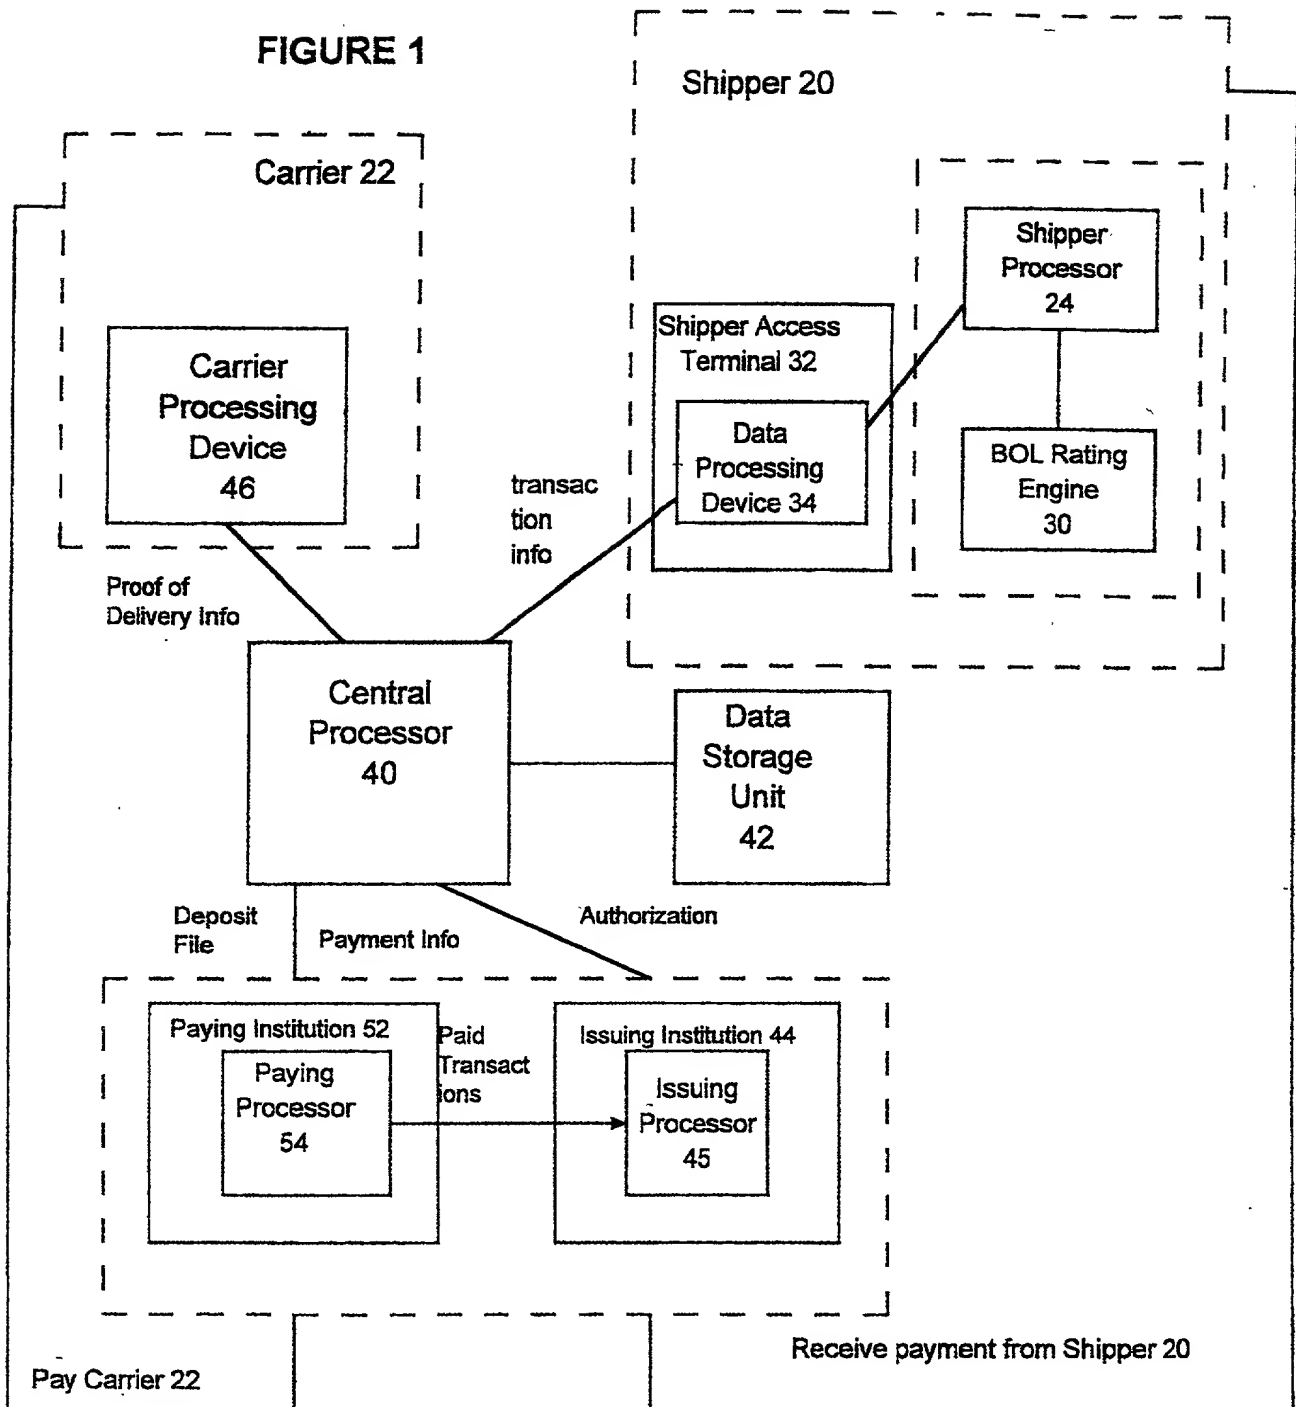 FIGURE 1
Shipper 20
Carrier 22
Shipper
Processor
24
Shipper Access
Terminal 32
Carrier
Processing
Device
46
Data
Processing
Device 34
BOL Rating
Engine
30
transac
tion
info
Proof of
Delivery Info
Central
Processor
40
Data
Storage
Unit
42
Deposit
File
Payment Info
Authorization
Paying Institution 52
Paid
Transact
ions
Issuing Institution 44
Paying
Processor
54
Issuing
Processor
45
Receive payment from Shipper 20
Pay Carrier 22